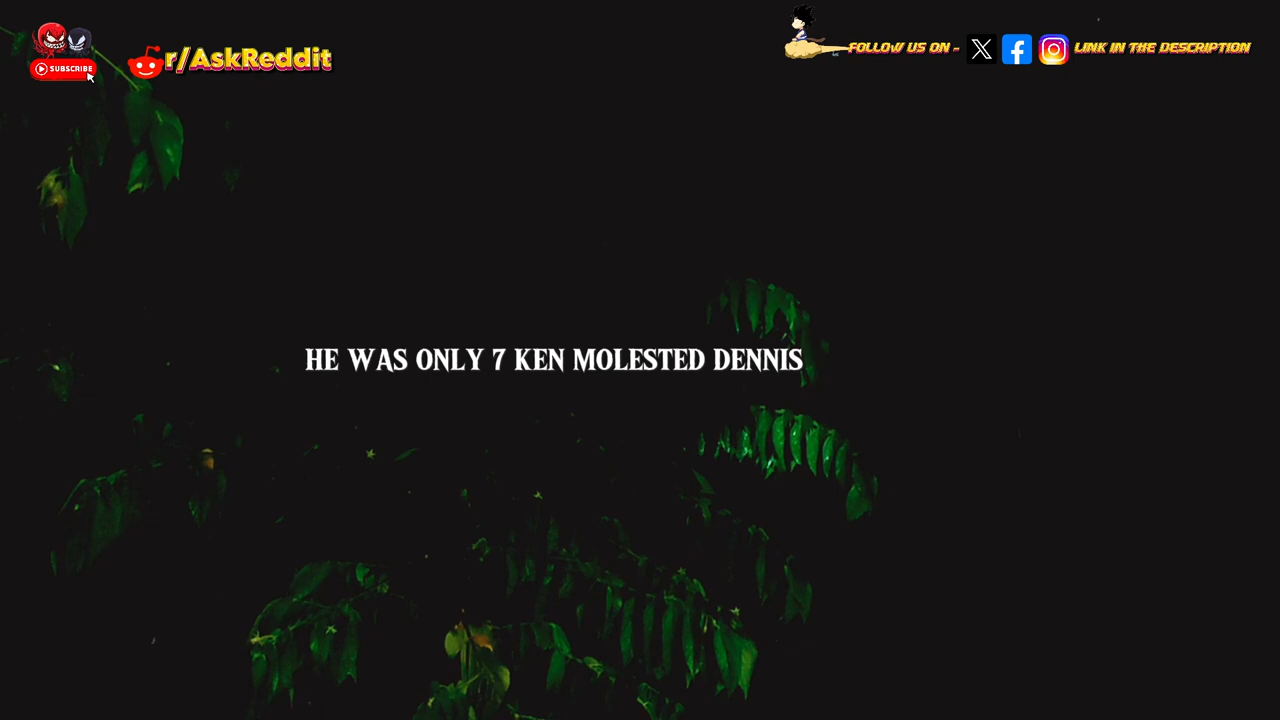 SUBSCRIBE
r/AskReddit
FOLLOW US ON -
LINK IN THE DESCRIPTION
HE WAS ONLY 7 KEN MOLESTED DENNIS